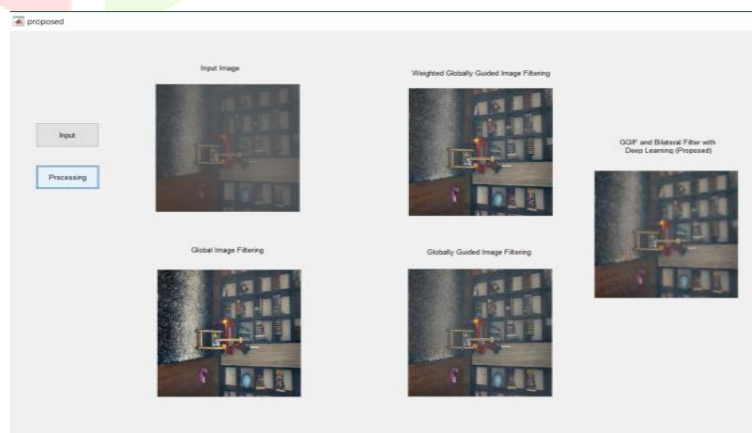 proposed
Input Image
Weighted Globally Guided Image Filtering
Input
GGIF and Bilateral Filter with
Deep Learning (Proposed)
Processing
Global Image Filtering
Globally Guided Image Filtering